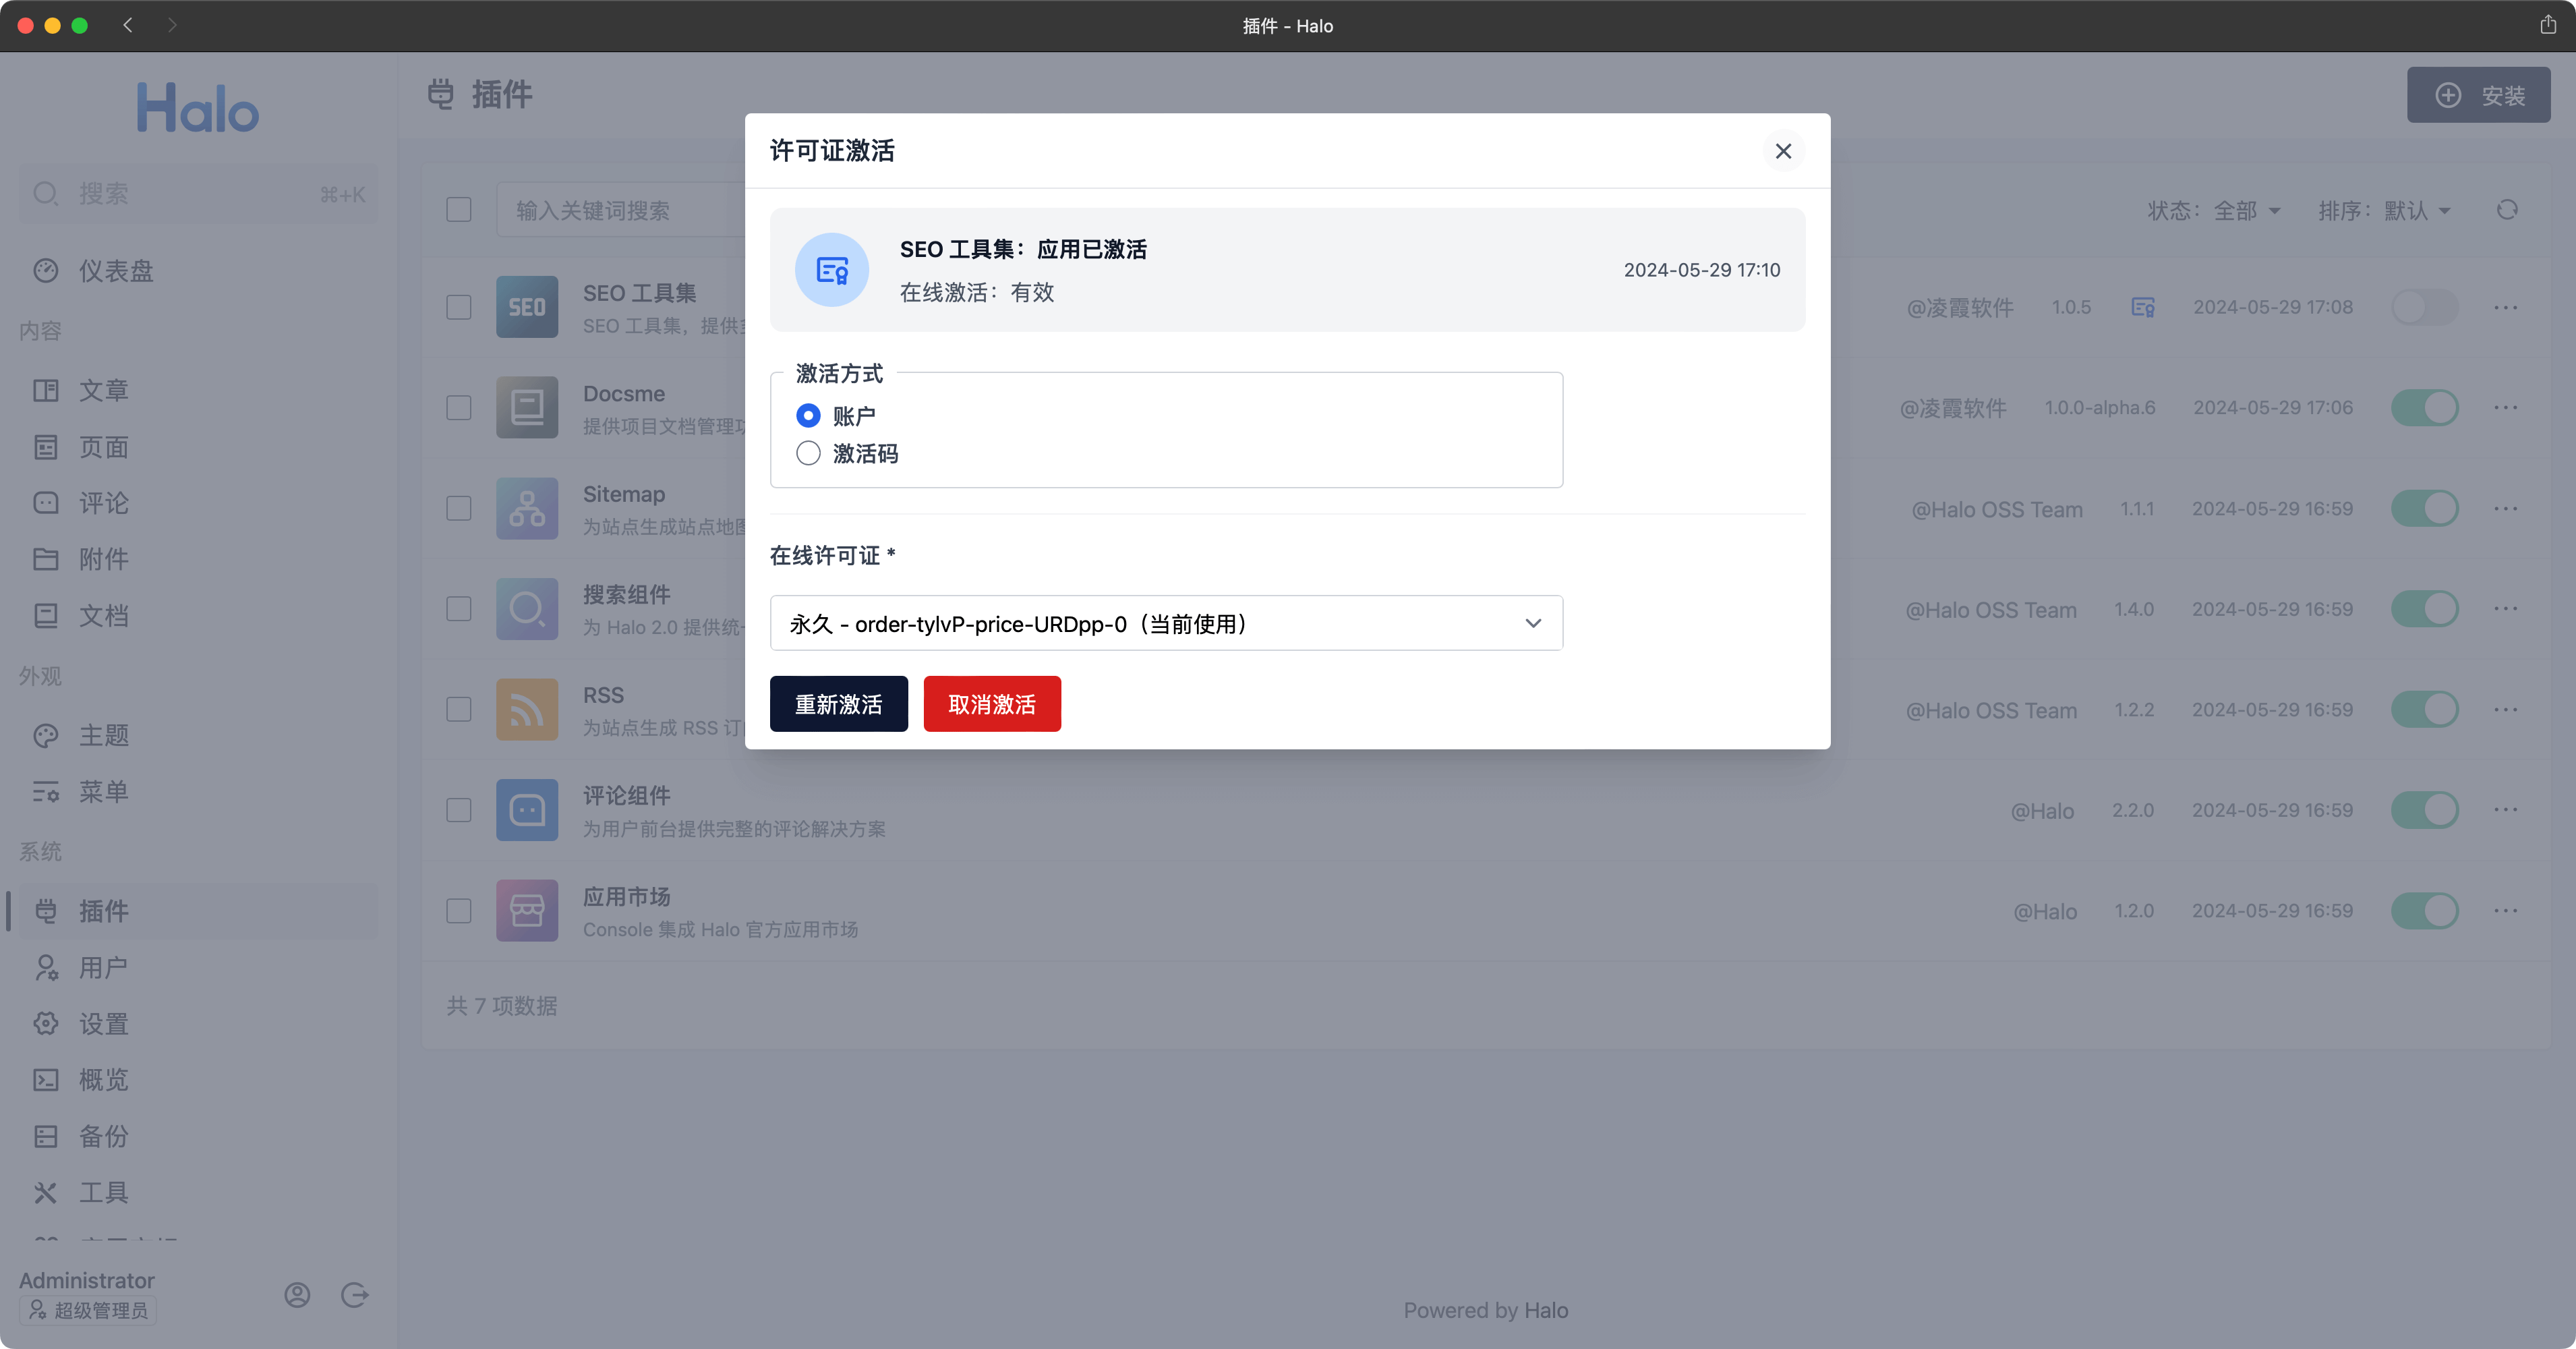 插件 - Halo
Halo
搜索
⌘+K
仪表盘
内容
文章
页面
评论
附件
文档
外观
主题
菜单
系统
插件
用户
设置
概览
备份
工具
Administrator
超级管理员
插件
安装
输入关键词搜索
状态：全部
排序：默认
SEO
SEO 工具集
SEO 工具集，提供
@凌霞软件 1.0.5 2024-05-29 17:08
Docsme
提供项目文档管理
@凌霞软件 1.0.0-alpha.6 2024-05-29 17:06
Sitemap
为站点生成站点地图
@Halo OSS Team 1.1.1 2024-05-29 16:59
搜索组件
为 Halo 2.0 提供统一
@Halo OSS Team 1.4.0 2024-05-29 16:59
RSS
为站点生成 RSS 订
@Halo OSS Team 1.2.2 2024-05-29 16:59
评论组件
为用户前台提供完整的评论解决方案
@Halo 2.2.0 2024-05-29 16:59
应用市场
Console 集成 Halo 官方应用市场
@Halo 1.2.0 2024-05-29 16:59
共 7 项数据
Powered by Halo
许可证激活
SEO 工具集：应用已激活
在线激活：有效
2024-05-29 17:10
激活方式
账户
激活码
在线许可证 *
永久 - order-tylvP-price-URDpp-0（当前使用）
重新激活
取消激活